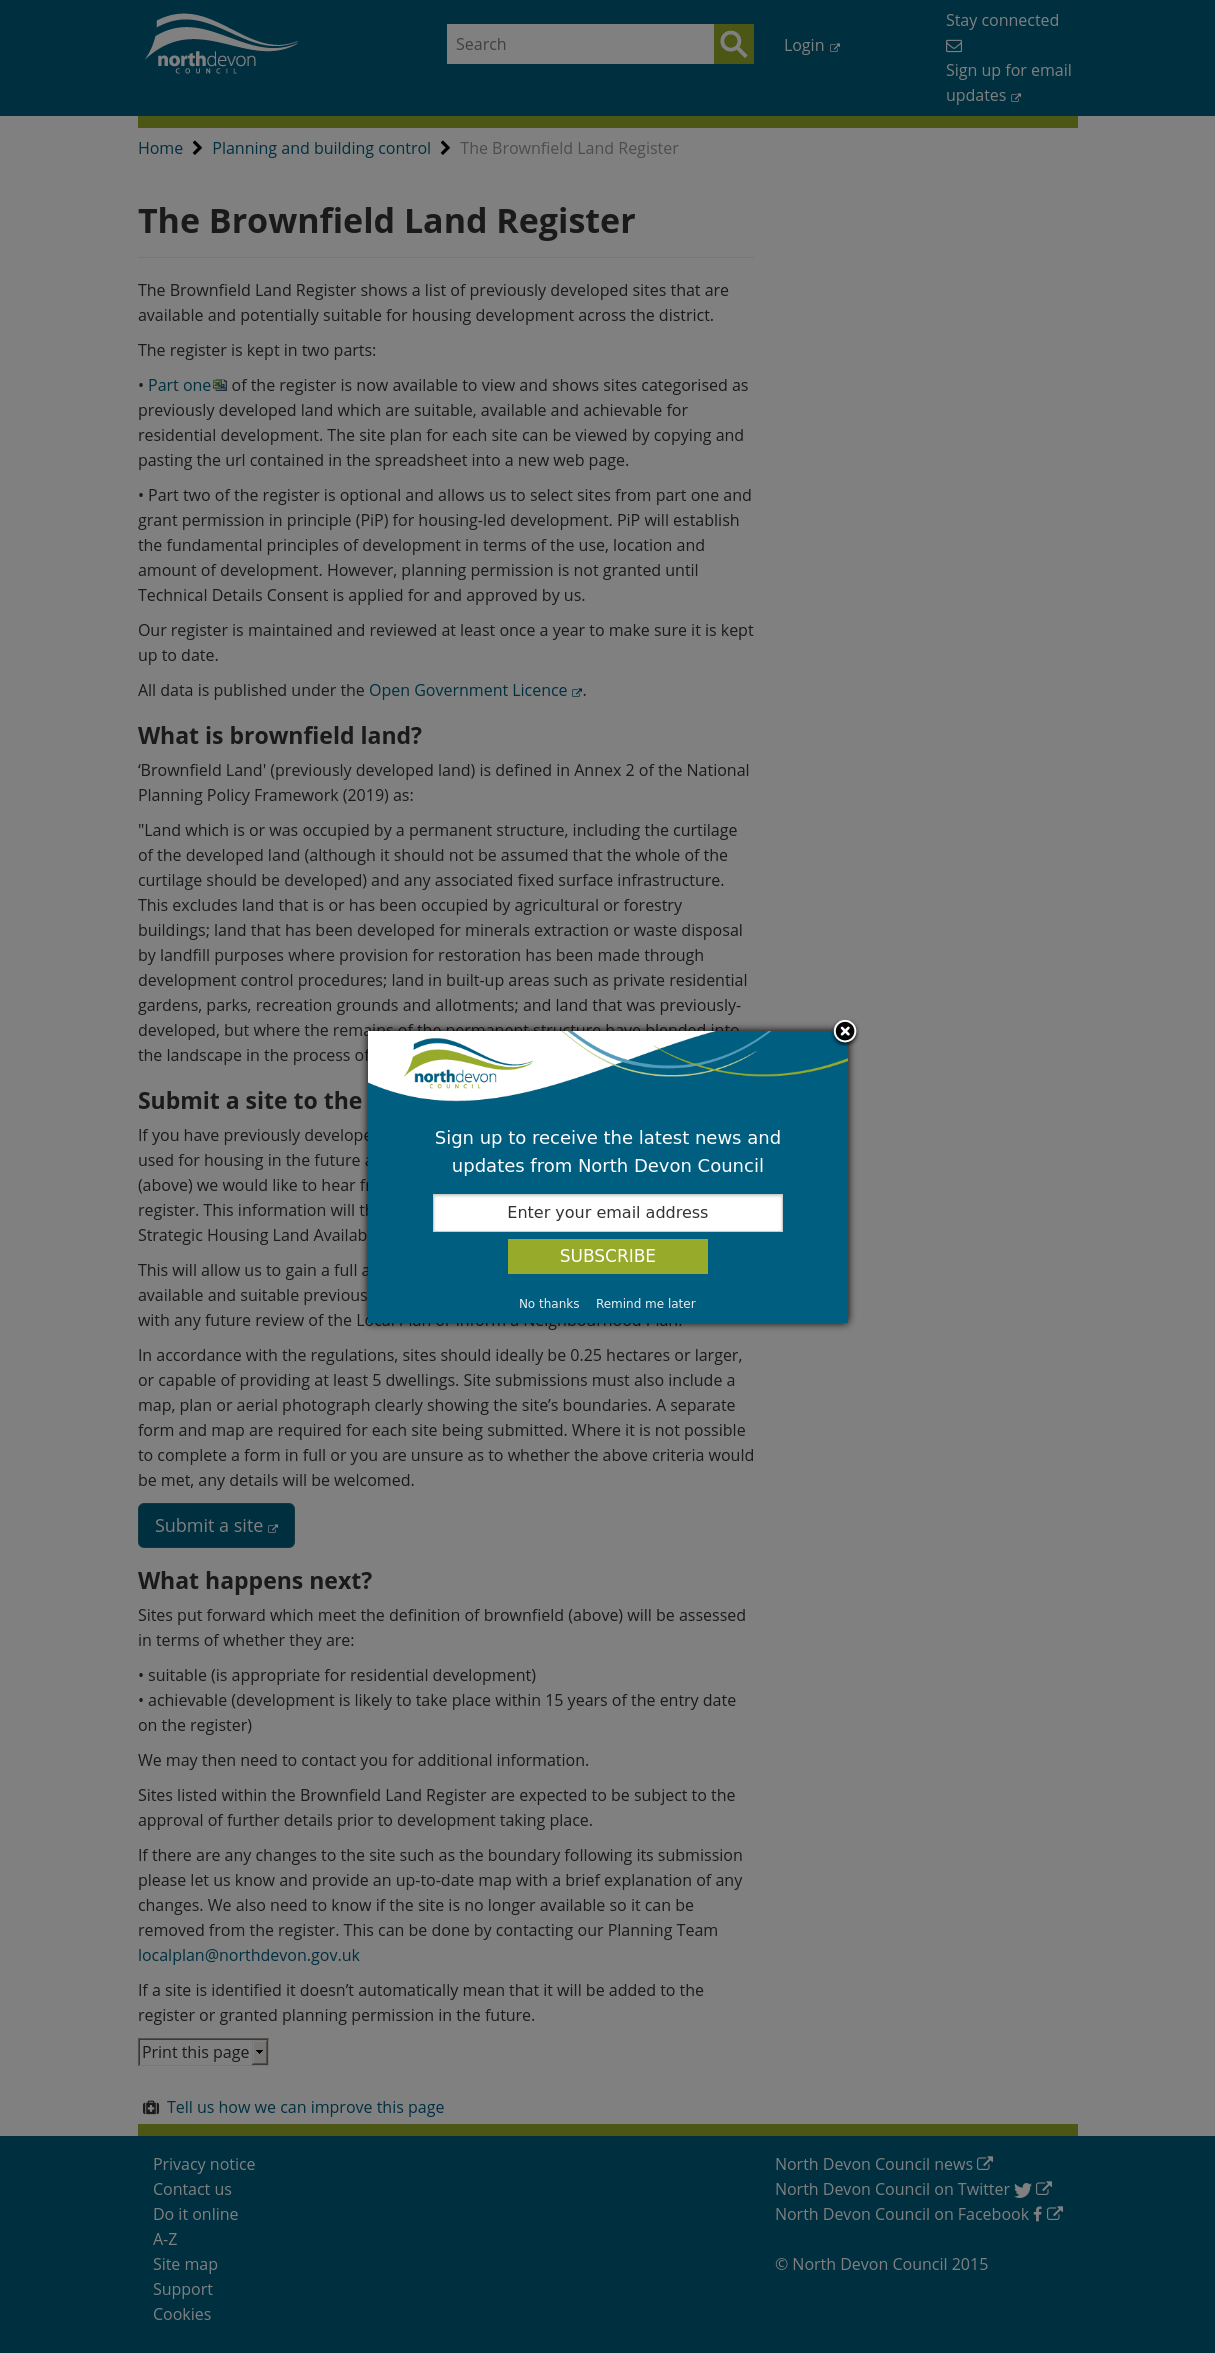 northdevon
COUNCIL
Search
Login
Stay connected
Sign up for email
updates
Home
Planning and building control
The Brownfield Land Register
The Brownfield Land Register
The Brownfield Land Register shows a list of previously developed sites that are
available and potentially suitable for housing development across the district.
The register is kept in two parts:
• Part one of the register is now available to view and shows sites categorised as
previously developed land which are suitable, available and achievable for
residential development. The site plan for each site can be viewed by copying and
pasting the url contained in the spreadsheet into a new web page.
• Part two of the register is optional and allows us to select sites from part one and
grant permission in principle (PiP) for housing-led development. PiP will establish
the fundamental principles of development in terms of the use, location and
amount of development. However, planning permission is not granted until
Technical Details Consent is applied for and approved by us.
Our register is maintained and reviewed at least once a year to make sure it is kept
up to date.
All data is published under the Open Government Licence .
What is brownfield land?
‘Brownfield Land' (previously developed land) is defined in Annex 2 of the National
Planning Policy Framework (2019) as:
"Land which is or was occupied by a permanent structure, including the curtilage
of the developed land (although it should not be assumed that the whole of the
curtilage should be developed) and any associated fixed surface infrastructure.
This excludes land that is or has been occupied by agricultural or forestry
buildings; land that has been developed for minerals extraction or waste disposal
by landfill purposes where provision for restoration has been made through
development control procedures; land in built-up areas such as private residential
gardens, parks, recreation grounds and allotments; and land that was previously-
developed, but where the remains of the permanent structure have blended into
the landscape in the process of
Submit a site to the
If you have previously
used for housing in the future
(above) we would like to hear
register. This information will
Strategic Housing Land
This will allow us to gain a full
available and suitable
with any future review of the Local Plan or inform a Neighbourhood Plan.
northdevon
COUNCIL
Sign up to receive the latest news and
updates from North Devon Council
Enter your email address
SUBSCRIBE
No thanks
Remind me later
In accordance with the regulations, sites should ideally be 0.25 hectares or larger,
or capable of providing at least 5 dwellings. Site submissions must also include a
map, plan or aerial photograph clearly showing the site’s boundaries. A separate
form and map are required for each site being submitted. Where it is not possible
to complete a form in full or you are unsure as to whether the above criteria would
be met, any details will be welcomed.
Submit a site
What happens next?
Sites put forward which meet the definition of brownfield (above) will be assessed
in terms of whether they are:
• suitable (is appropriate for residential development)
• achievable (development is likely to take place within 15 years of the entry date
on the register)
We may then need to contact you for additional information.
Sites listed within the Brownfield Land Register are expected to be subject to the
approval of further details prior to development taking place.
If there are any changes to the site such as the boundary following its submission
please let us know and provide an up-to-date map with a brief explanation of any
changes. We also need to know if the site is no longer available so it can be
removed from the register. This can be done by contacting our Planning Team
localplan@northdevon.gov.uk
If a site is identified it doesn’t automatically mean that it will be added to the
register or granted planning permission in the future.
Print this page
Tell us how we can improve this page
Privacy notice
Contact us
Do it online
A-Z
Site map
Support
Cookies
North Devon Council news
North Devon Council on Twitter
North Devon Council on Facebook
© North Devon Council 2015